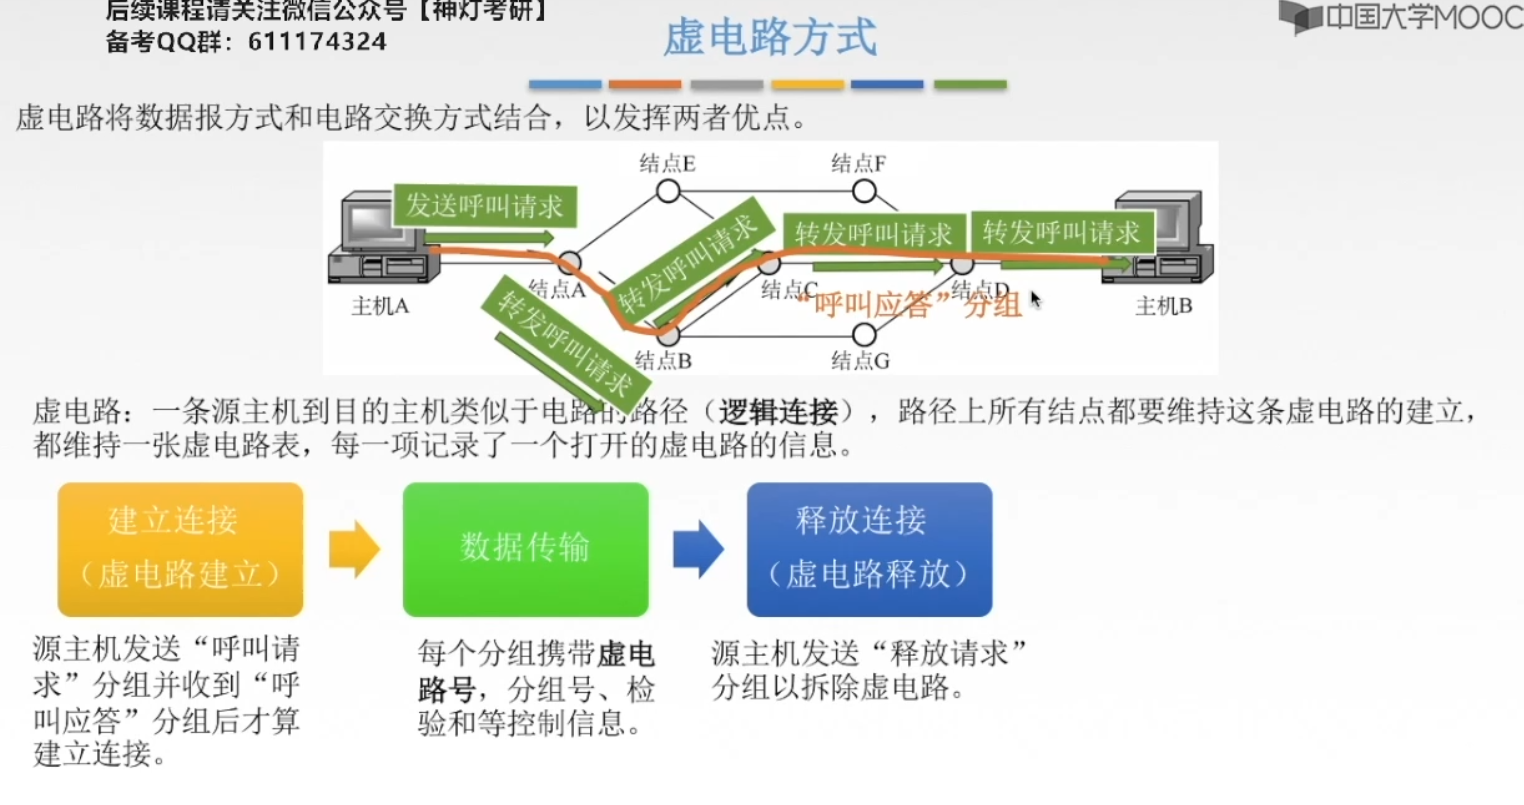 后续课程请关注微信公众号【神灯考研】
备考QQ群：611174324
中国大学MOOC
虚电路方式
虚电路将数据报方式和电路交换方式结合，以发挥两者优点。
结点E
结点F
发送呼叫请求
转发呼叫请求
转发呼叫请求
转发呼叫请求
转发呼叫请求
结点A
结点C
结点D
“呼叫应答”分组
主机A
主机B
结点B
结点G
虚电路：一条源主机到目的主机类似于电路的路径（逻辑连接），路径上所有结点都要维持这条虚电路的建立，
都维持一张虚电路表，每一项记录了一个打开的虚电路的信息。
建立连接
（虚电路建立）
数据传输
释放连接
（虚电路释放）
源主机发送“呼叫请
求”分组并收到“呼
叫应答”分组后才算
建立连接。
每个分组携带虚电
路号，分组号、检
验和等控制信息。
源主机发送“释放请求”
分组以拆除虚电路。